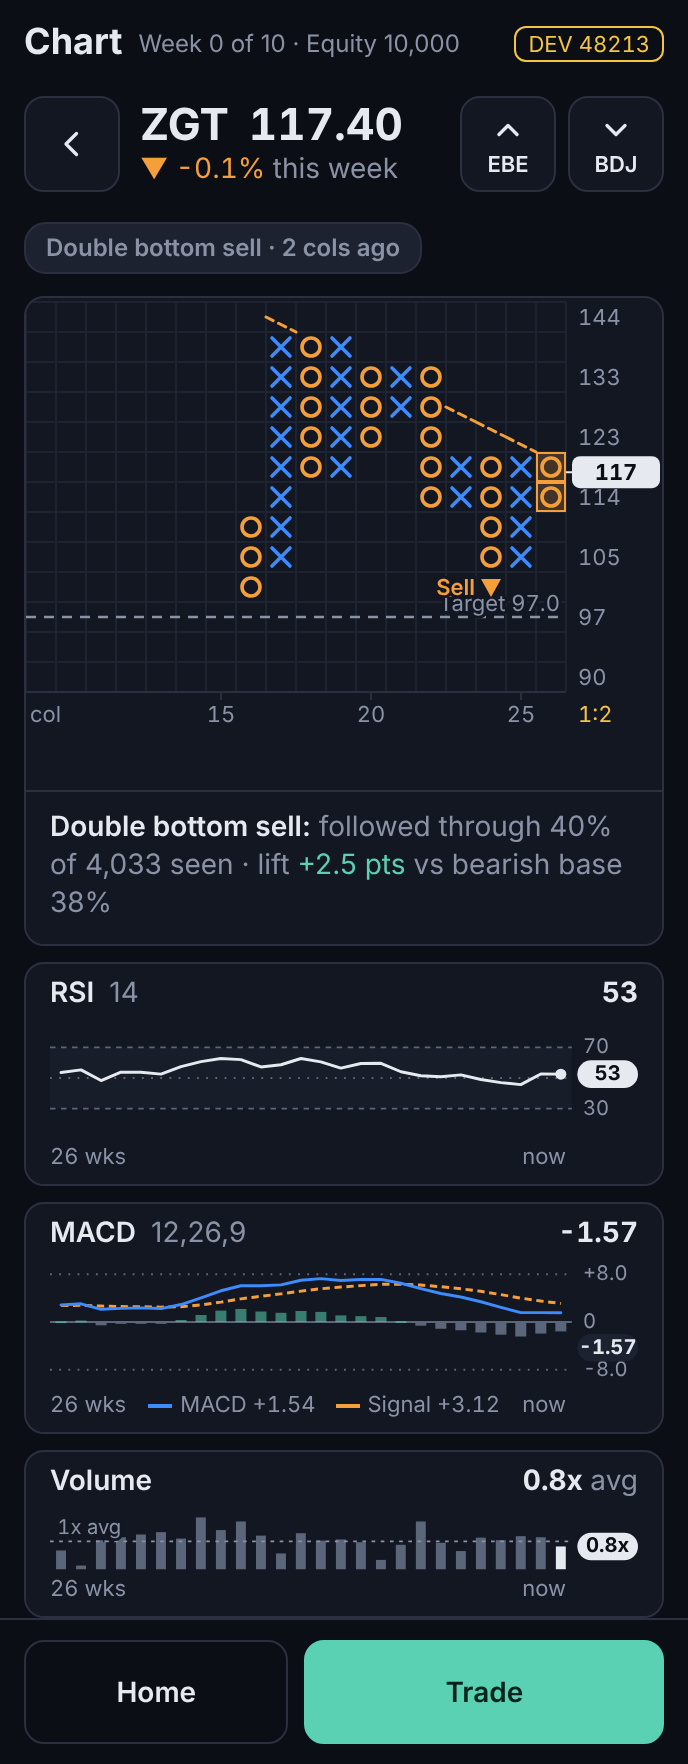 Chart Week 0 of 10 · Equity 10,000 DEV 48213
ZGT 117.40
▼ -0.1% this week
EBE
BDJ
Double bottom sell · 2 cols ago
144
133
123
117
114
105
Sell ▼
Target 97.0
97
90
col 15 20 25 1:2
Double bottom sell: followed through 40%
of 4,033 seen · lift +2.5 pts vs bearish base
38%
RSI 14 53
70
53
30
26 wks now
MACD 12,26,9 -1.57
+8.0
0
-1.57
-8.0
26 wks MACD +1.54 Signal +3.12 now
Volume 0.8x avg
1x avg
0.8x
26 wks now
Home Trade